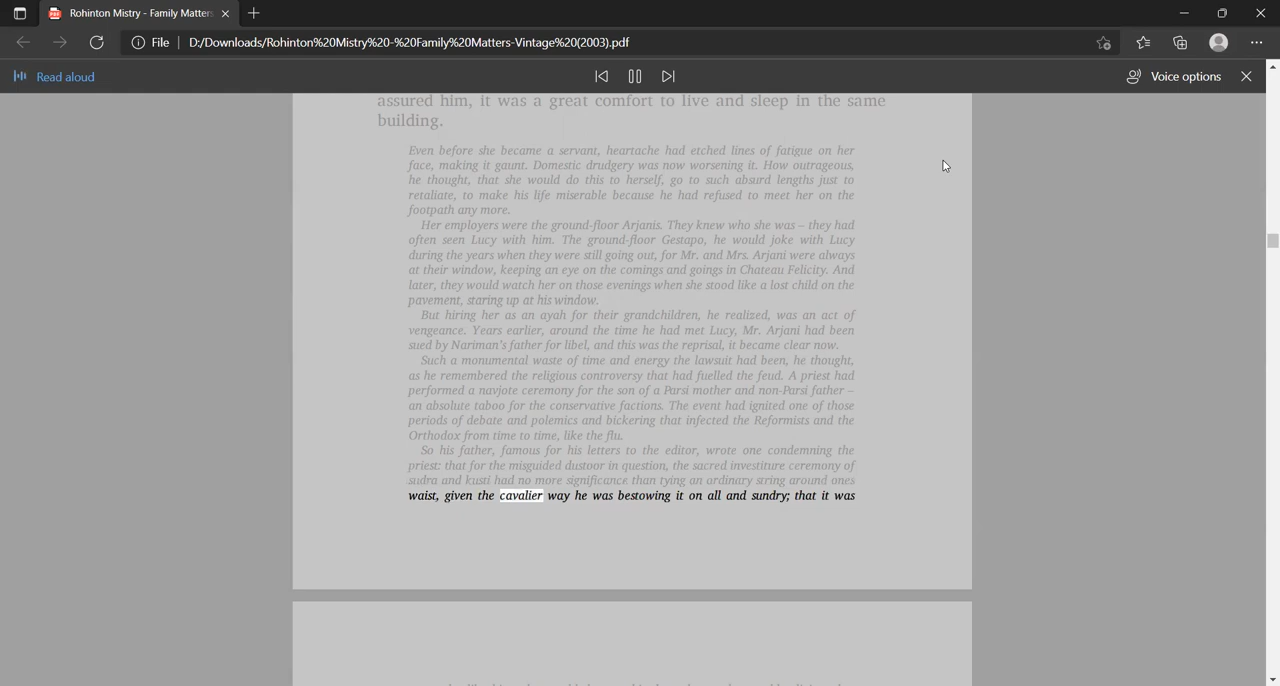 Rohinton Mistry - Family Matters
File
D:/Downloads/Rohinton%20Mistry%20-%20Family%20Matters-Vintage%20(2003).pdf
Read aloud
Voice options
assured him, it was a great comfort to live and sleep in the same
building.
Even before she became a servant, heartache had etched lines of fatigue on her
face, making it gaunt. Domestic drudgery was now worsening it. How outrageous,
he thought, that she would do this to herself, go to such absurd lengths just to
retaliate, to make his life miserable because he had refused to meet her on the
footpath any more.
Her employers were the ground-floor Arjanis. They knew who she was – they had
often seen Lucy with him. The ground-floor Gestapo, he would joke with Lucy
during the years when they were still going out, for Mr. and Mrs. Arjani were always
at their window, keeping an eye on the comings and goings in Chateau Felicity. And
later, they would watch her on those evenings when she stood like a lost child on the
pavement, staring up at his window.
But hiring her as an ayah for their grandchildren, he realized, was an act of
vengeance. Years earlier, around the time he had met Lucy, Mr. Arjani had been
sued by Nariman's father for libel, and this was the reprisal, it became clear now.
Such a monumental waste of time and energy the lawsuit had been, he thought,
as he remembered the religious controversy that had fuelled the feud. A priest had
performed a navjote ceremony for the son of a Parsi mother and non-Parsi father –
an absolute taboo for the conservative factions. The event had ignited one of those
periods of debate and polemics and bickering that infected the Reformists and the
Orthodox from time to time, like the flu.
So his father, famous for his letters to the editor, wrote one condemning the
priest: that for the misguided dustoor in question, the sacred investiture ceremony of
sudra and kusti had no more significance than tying an ordinary string around ones
waist, given the cavalier way he was bestowing it on all and sundry; that it was